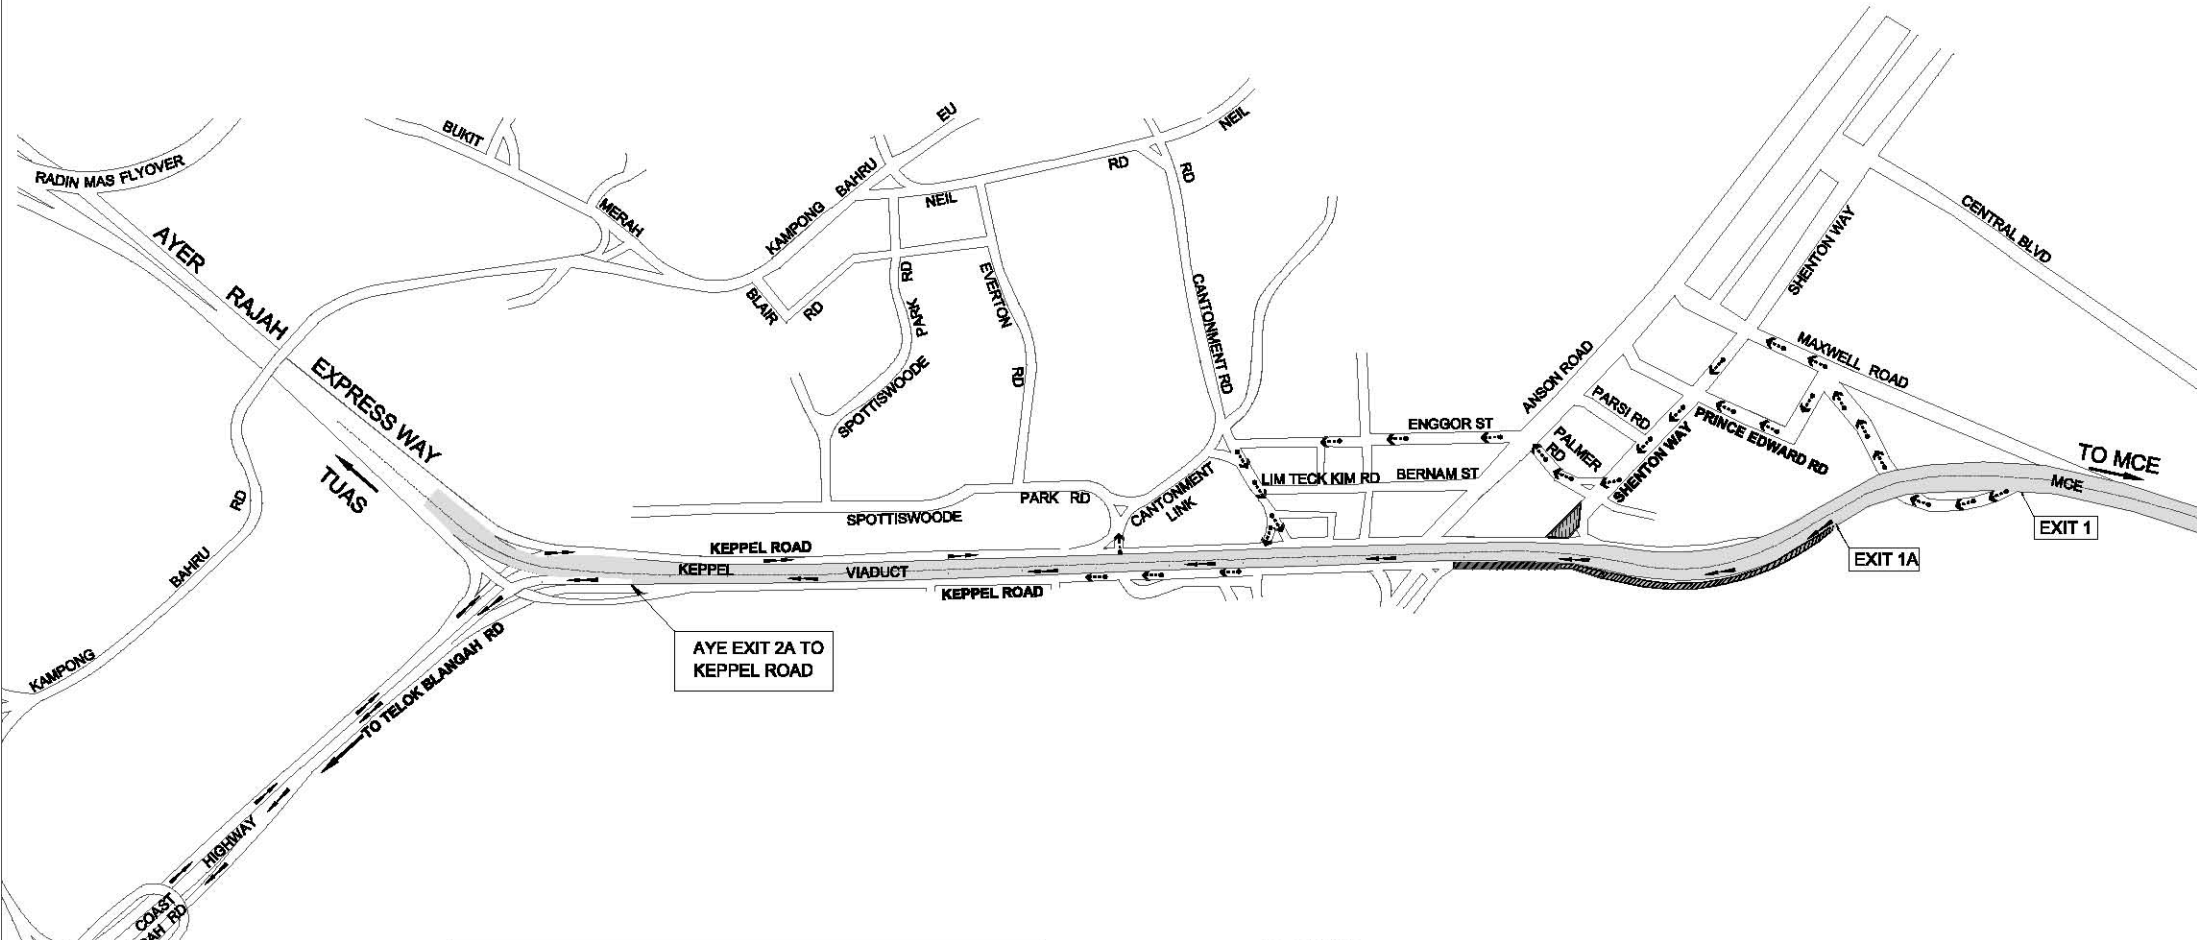 EU
BUKIT
NEIL
RADIN MAS FLYOVER
RD
RD
BAHRU
KAMPONG
NEIL
MERAH
CENTRAL BLVD
SHENTON WAY
AYER
RAJAH
EXPRESS WAY
RD
PARK
EVERTON
RD
CANTONMENT RD
BLAIR
RD
SPOTTISWOODE
MAXWELL ROAD
ANSON ROAD
PARSI RD
PRINCE EDWARD RD
ENGGOR ST
PALMER
RD
SHENTON WAY
TUAS
TO MCE
MCE
LIM TECK KIM RD
BERNAM ST
CANTONMENT
LINK
PARK RD
SPOTTISWOODE
RD
BAHRU
KAMPONG
EXIT 1
EXIT 1A
KEPPEL ROAD
KEPPEL
VIADUCT
KEPPEL ROAD
AYE EXIT 2A TO
KEPPEL ROAD
TO TELOK BLANGAH RD
HIGHWAY
COAST
AH RD